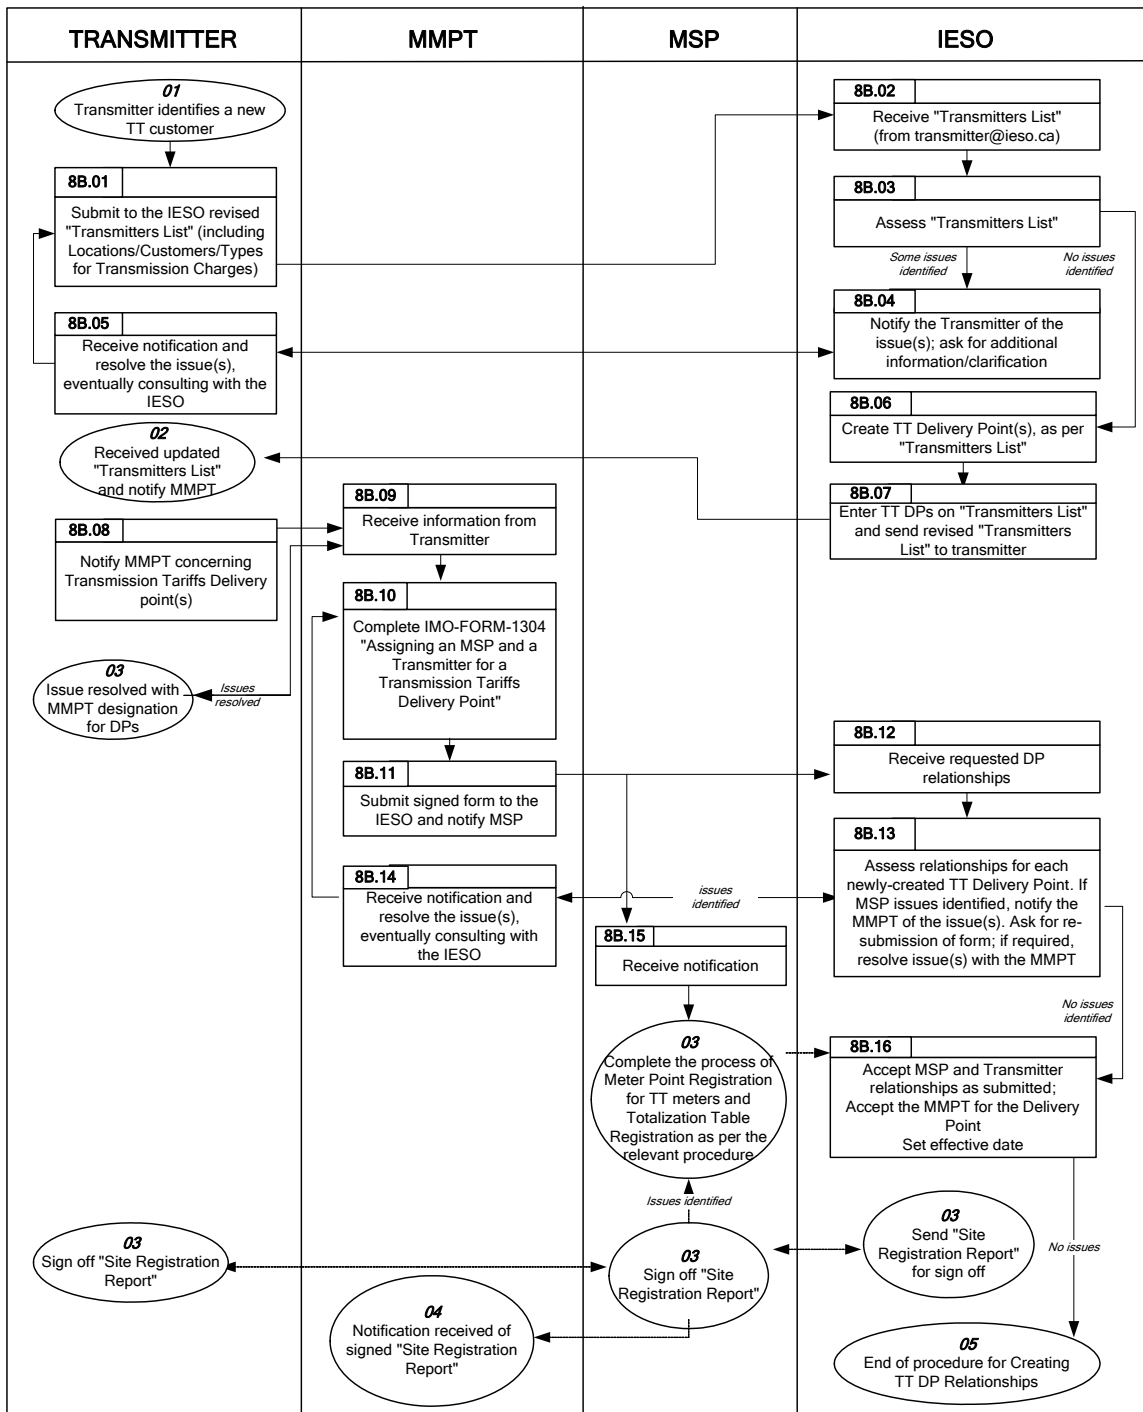 TRANSMITTER
MMPT
MSP
IESO
01
Transmitter identifies a new
TT customer
8B.02
Receive "Transmitters List"
(from transmitter@ieso.ca)
8B.01
Submit to the IESO revised
"Transmitters List" (including
Locations/Customers/Types
for Transmission Charges)
8B.03
Assess "Transmitters List"
Some issues
identified
No issues
identified
8B.04
Notify the Transmitter of the
issue(s); ask for additional
information/clarification
8B.05
Receive notification and
resolve the issue(s),
eventually consulting with the
IESO
8B.06
Create TT Delivery Point(s), as per
"Transmitters List"
02
Received updated
"Transmitters List"
and notify MMPT
8B.07
Enter TT DPs on "Transmitters List"
and send revised "Transmitters
List" to transmitter
8B.08
Notify MMPT concerning
Transmission Tariffs Delivery
point(s)
8B.09
Receive information from
Transmitter
8B.10
Complete IMO-FORM-1304
"Assigning an MSP and a
Transmitter for a
Transmission Tariffs
Delivery Point"
03
Issue resolved with
MMPT designation
for DPs
Issues
resolved
8B.11
Submit signed form to the
IESO and notify MSP
8B.12
Receive requested DP
relationships
8B.13
Assess relationships for each
newly-created TT Delivery Point. If
MSP issues identified, notify the
MMPT of the issue(s). Ask for re-
submission of form; if required,
resolve issue(s) with the MMPT
8B.14
Receive notification and
resolve the issue(s),
eventually consulting with
the IESO
issues
identified
8B.15
Receive notification
No issues
identified
03
Complete the process of
Meter Point Registration
for TT meters and
Totalization Table
Registration as per the
relevant procedure
8B.16
Accept MSP and Transmitter
relationships as submitted;
Accept the MMPT for the Delivery
Point
Set effective date
Issues identified
03
Sign off "Site Registration
Report"
03
Sign off "Site
Registration Report"
03
Send "Site
Registration Report"
for sign off
No issues
04
Notification received of
signed "Site Registration
Report"
05
End of procedure for Creating
TT DP Relationships